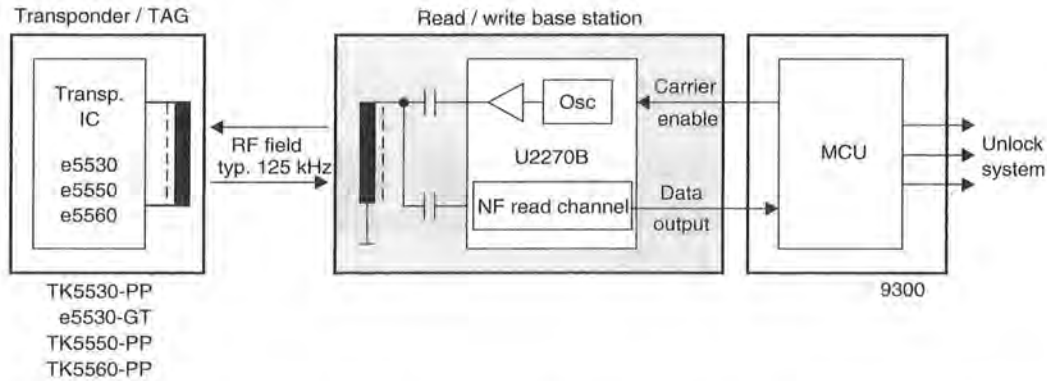 Transponder / TAG
Read / write base station
Transp.
IC
e5530
e5550
e5560
RF field
typ. 125 kHz
Osc
U2270B
NF read channel
Carrier
enable
Data
output
MCU
Unlock
system
TK5530-PP
e5530-GT
TK5550-PP
TK5560-PP
9300